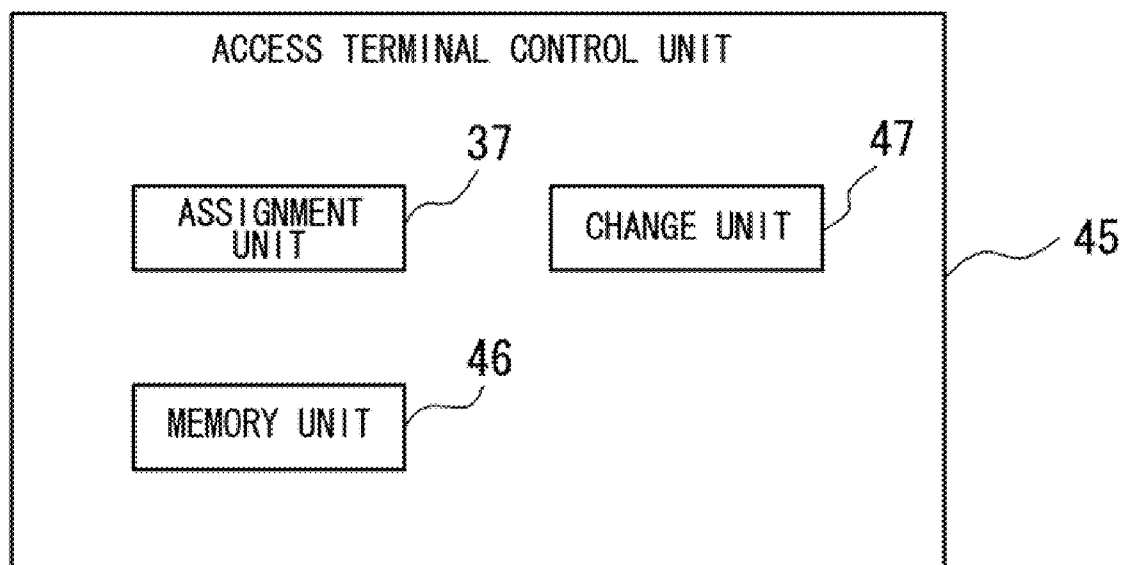 ACCESS TERMINAL CONTROL UNIT
37
47
ASSIGNMENT
UNIT
CHANGE UNIT
45
46
MEMORY UNIT